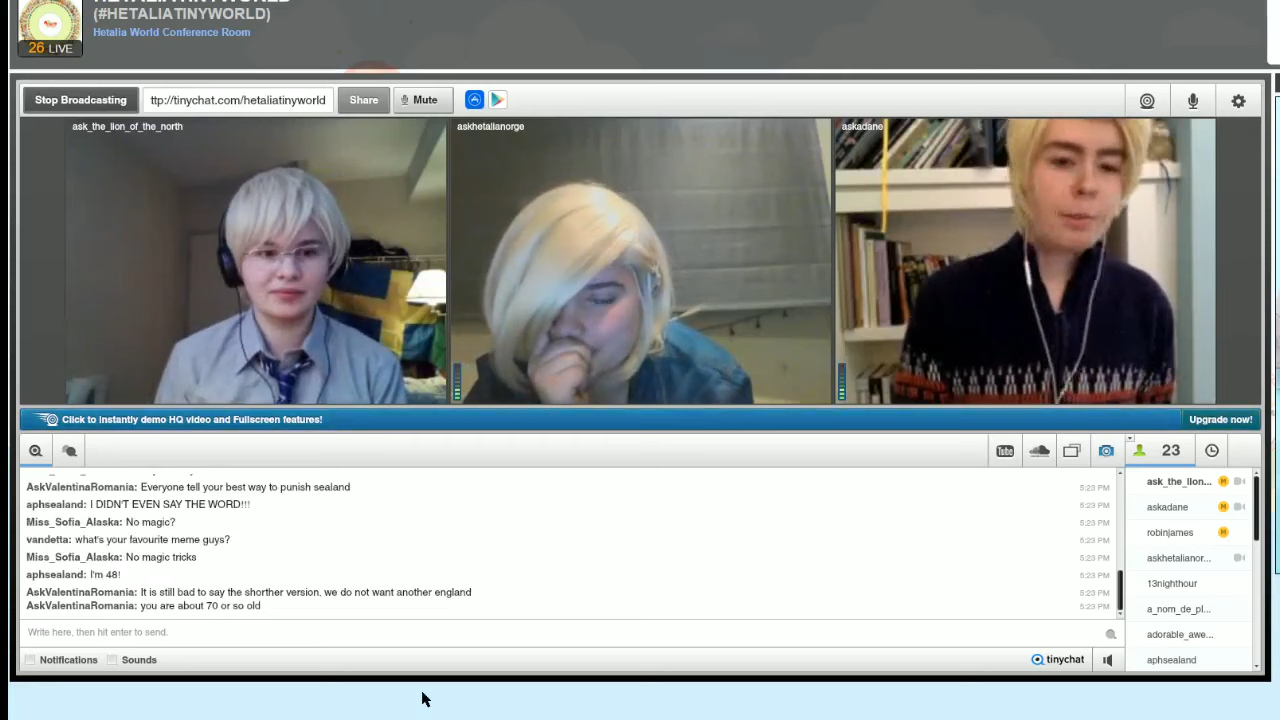 HETALIATINYWORLD
(#HETALIATINYWORLD)
Hetalia World Conference Room
26 LIVE
Stop Broadcasting
ttp://tinychat.com/hetaliatinyworld
Share
Mute
ask_the_lion_of_the_north
askhetalianorge
askadane
Click to instantly demo HQ video and Fullscreen features!
Upgrade now!
You Tube
23
AskValentinaRomania: Everyone tell your best way to punish sealand 5:23 PM
aphsealand: I DIDN'T EVEN SAY THE WORD!!! 5:23 PM
Miss_Sofia_Alaska: No magic? 5:23 PM
vandetta: what's your favourite meme guys? 5:23 PM
Miss_Sofia_Alaska: No magic tricks 5:23 PM
aphsealand: I'm 48! 5:23 PM
AskValentinaRomania: It is still bad to say the shorther version. we do not want another england 5:23 PM
AskValentinaRomania: you are about 70 or so old 5:23 PM
ask_the_lion... M
askadane M
robinjames M
askhetalianor...
13nighthour
a_nom_de_pl...
adorable_awe...
aphsealand
Write here, then hit enter to send.
Notifications
Sounds
tinychat